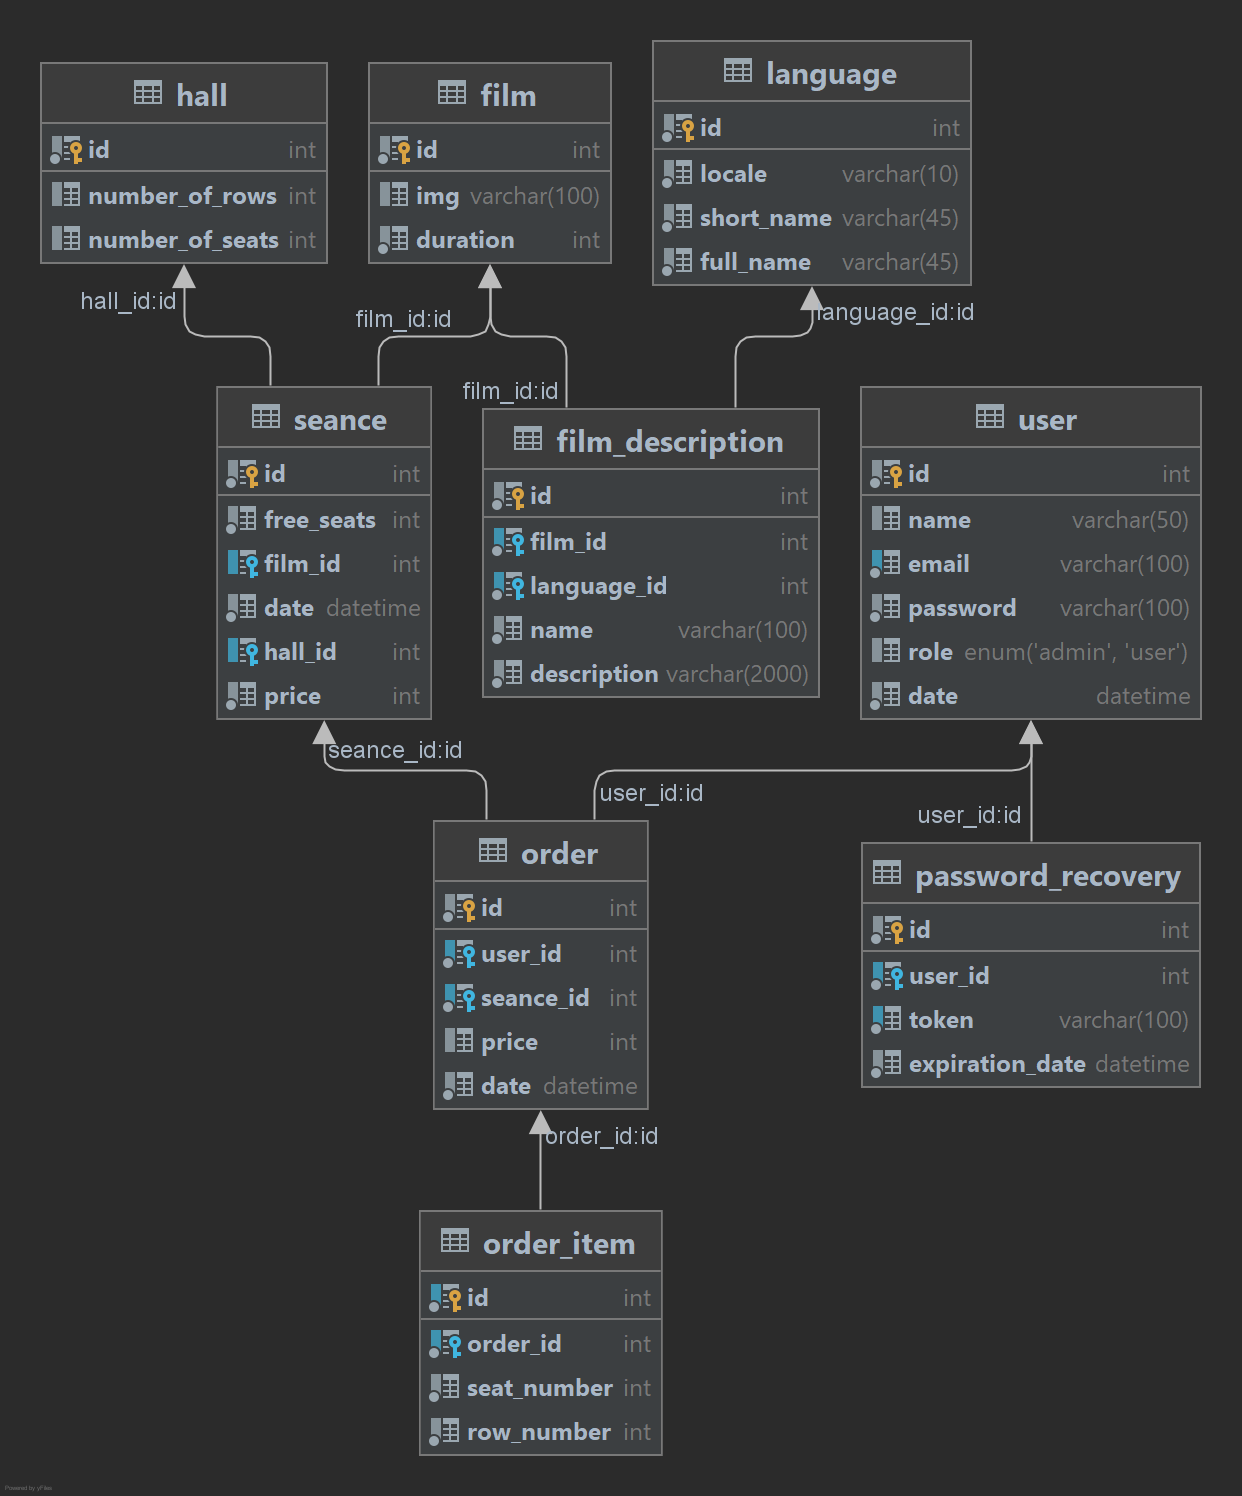 hall
id int
number_of_rows int
number_of_seats int
film
id int
img varchar(100)
duration int
language
id int
locale varchar(10)
short_name varchar(45)
full_name varchar(45)
hall_id:id
film_id:id
film_id:id
language_id:id
seance
id int
free_seats int
film_id int
date datetime
hall_id int
price int
film_description
id int
film_id int
language_id int
name varchar(100)
description varchar(2000)
user
id int
name varchar(50)
email varchar(100)
password varchar(100)
role enum('admin', 'user')
date datetime
seance_id:id
user_id:id
user_id:id
order
id int
user_id int
seance_id int
price int
date datetime
password_recovery
id int
user_id int
token varchar(100)
expiration_date datetime
order_id:id
order_item
id int
order_id int
seat_number int
row_number int
Powered by yFiles